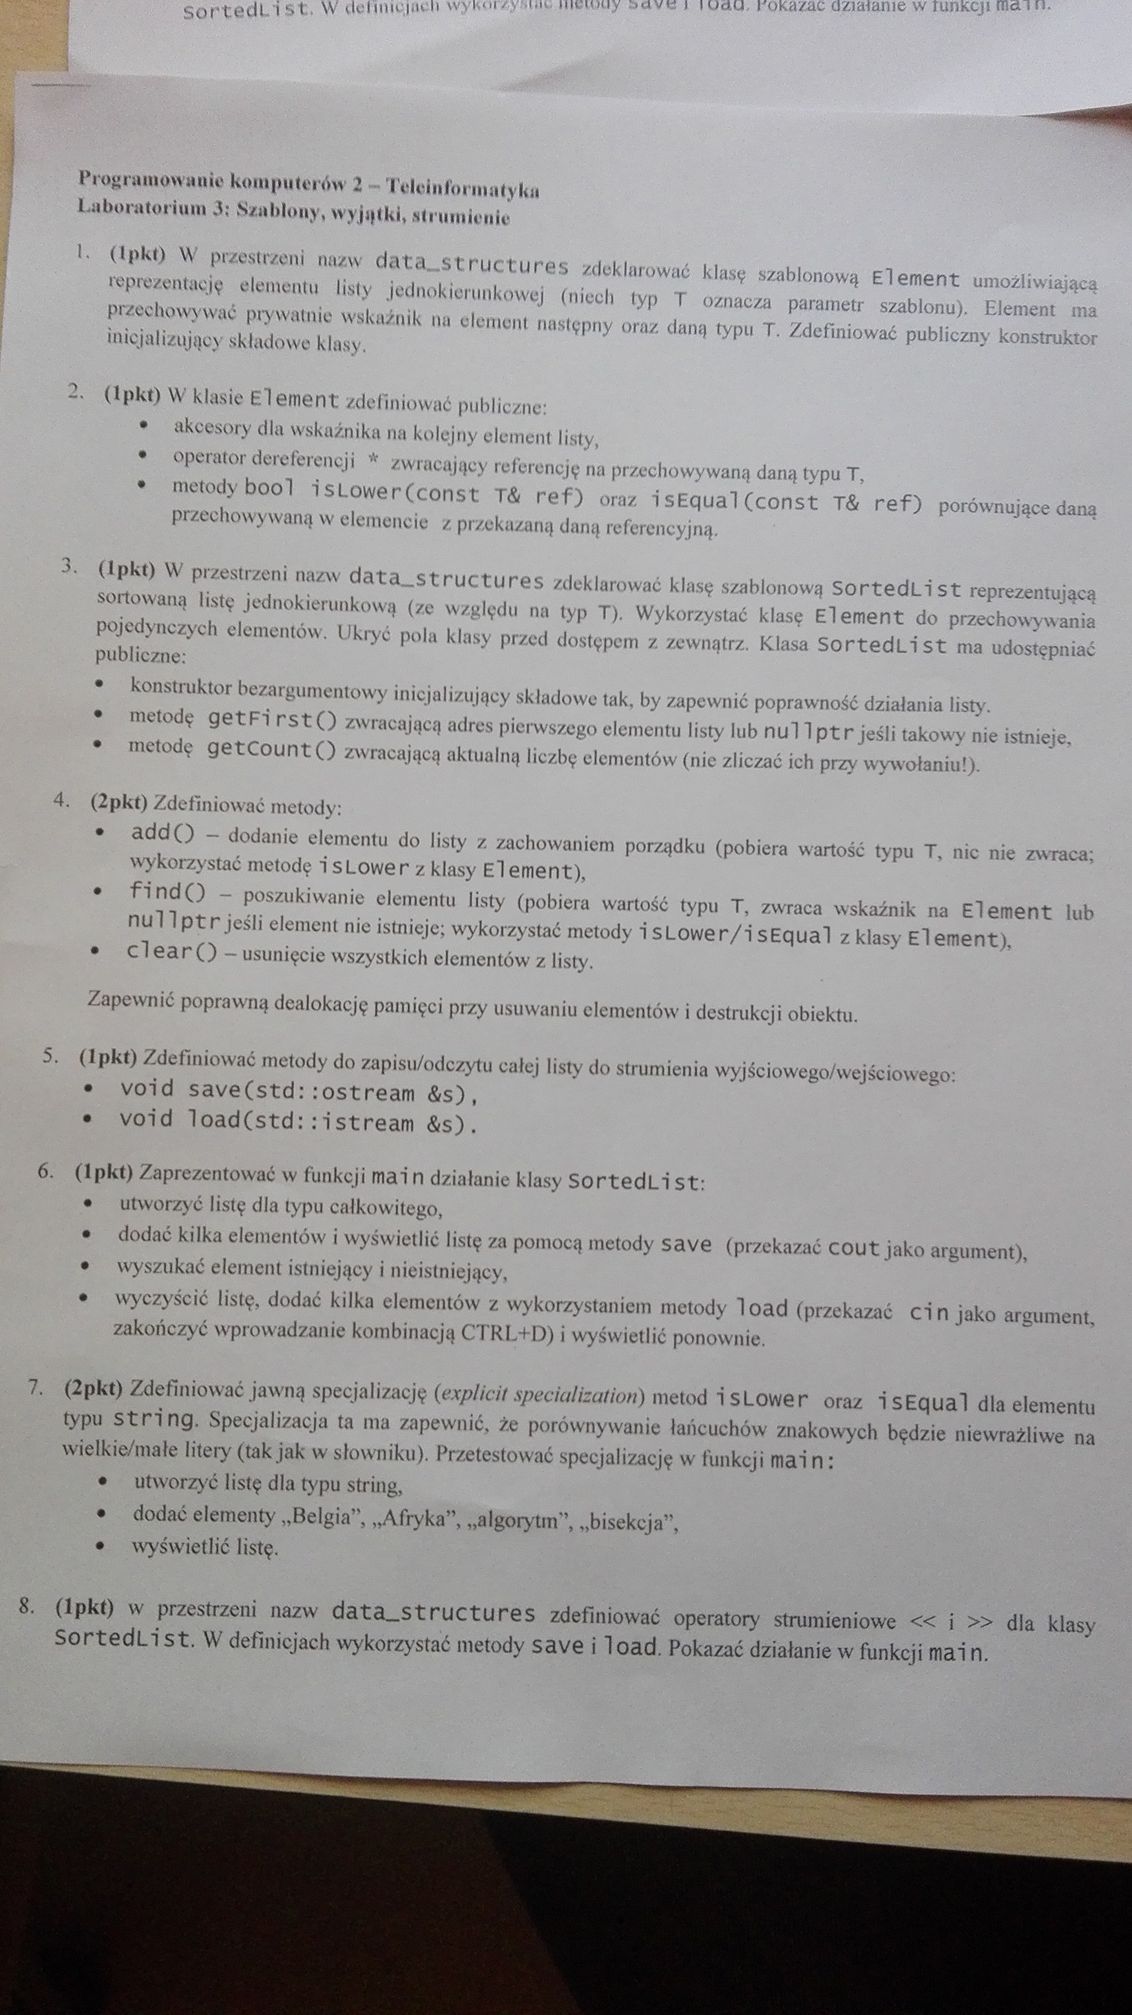 SortedList. W definicjach wykorzystać metody save i load. Pokazać działanie w funkcji main.
Programowanie komputerów 2 – Teleinformatyka
Laboratorium 3: Szablony, wyjątki, strumienie
1. (1pkt) W przestrzeni nazw data_structures zdeklarować klasę szablonową Element umożliwiającą
reprezentację elementu listy jednokierunkowej (niech typ T oznacza parametr szablonu). Element ma
przechowywać prywatnie wskaźnik na element następny oraz daną typu T. Zdefiniować publiczny konstruktor
inicjalizujący składowe klasy.
2. (1pkt) W klasie Element zdefiniować publiczne:
• akcesory dla wskaźnika na kolejny element listy,
• operator dereferencji * zwracający referencję na przechowywaną daną typu T,
• metody bool isLower(const T& ref) oraz isEqual(const T& ref) porównujące daną
przechowywaną w elemencie z przekazaną daną referencyjną.
3. (1pkt) W przestrzeni nazw data_structures zdeklarować klasę szablonową SortedList reprezentującą
sortowaną listę jednokierunkową (ze względu na typ T). Wykorzystać klasę Element do przechowywania
pojedynczych elementów. Ukryć pola klasy przed dostępem z zewnątrz. Klasa SortedList ma udostępniać
publiczne:
• konstruktor bezargumentowy inicjalizujący składowe tak, by zapewnić poprawność działania listy.
• metodę getFirst() zwracającą adres pierwszego elementu listy lub nullptr jeśli takowy nie istnieje,
• metodę getCount() zwracającą aktualną liczbę elementów (nie zliczać ich przy wywołaniu!).
4. (2pkt) Zdefiniować metody:
• add() – dodanie elementu do listy z zachowaniem porządku (pobiera wartość typu T, nic nie zwraca;
wykorzystać metodę isLower z klasy Element),
• find() – poszukiwanie elementu listy (pobiera wartość typu T, zwraca wskaźnik na Element lub
nullptr jeśli element nie istnieje; wykorzystać metody isLower/isEqual z klasy Element),
• clear() – usunięcie wszystkich elementów z listy.
Zapewnić poprawną dealokację pamięci przy usuwaniu elementów i destrukcji obiektu.
5. (1pkt) Zdefiniować metody do zapisu/odczytu całej listy do strumienia wyjściowego/wejściowego:
• void save(std::ostream &s),
• void load(std::istream &s).
6. (1pkt) Zaprezentować w funkcji main działanie klasy SortedList:
• utworzyć listę dla typu całkowitego,
• dodać kilka elementów i wyświetlić listę za pomocą metody save (przekazać cout jako argument),
• wyszukać element istniejący i nieistniejący,
• wyczyścić listę, dodać kilka elementów z wykorzystaniem metody load (przekazać cin jako argument,
zakończyć wprowadzanie kombinacją CTRL+D) i wyświetlić ponownie.
7. (2pkt) Zdefiniować jawną specjalizację (explicit specialization) metod isLower oraz isEqual dla elementu
typu string. Specjalizacja ta ma zapewnić, że porównywanie łańcuchów znakowych będzie niewrażliwe na
wielkie/małe litery (tak jak w słowniku). Przetestować specjalizację w funkcji main:
• utworzyć listę dla typu string,
• dodać elementy „Belgia”, „Afryka”, „algorytm”, „bisekcja”,
• wyświetlić listę.
8. (1pkt) w przestrzeni nazw data_structures zdefiniować operatory strumieniowe << i >> dla klasy
SortedList. W definicjach wykorzystać metody save i load. Pokazać działanie w funkcji main.